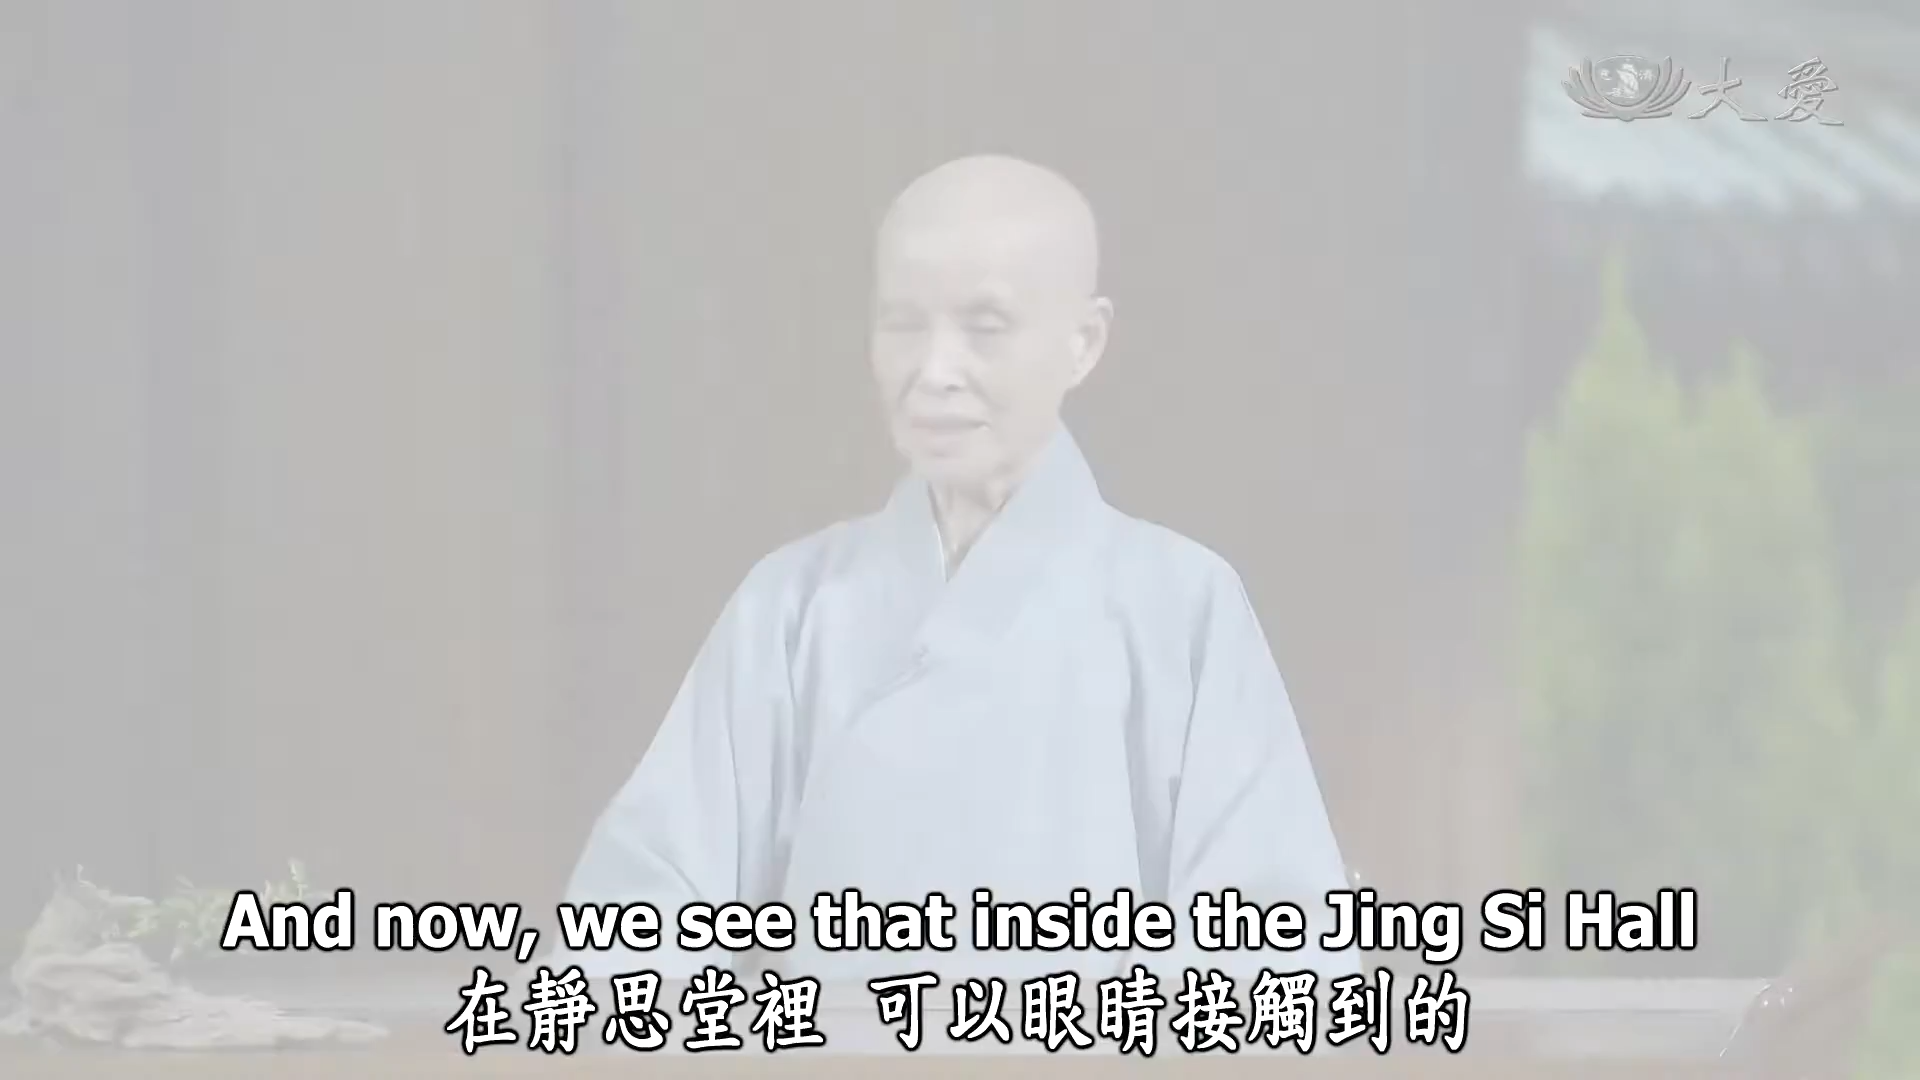 大愛
And now, we see that inside the Jing Si Hall
在靜思堂裡 可以眼睛接觸到的